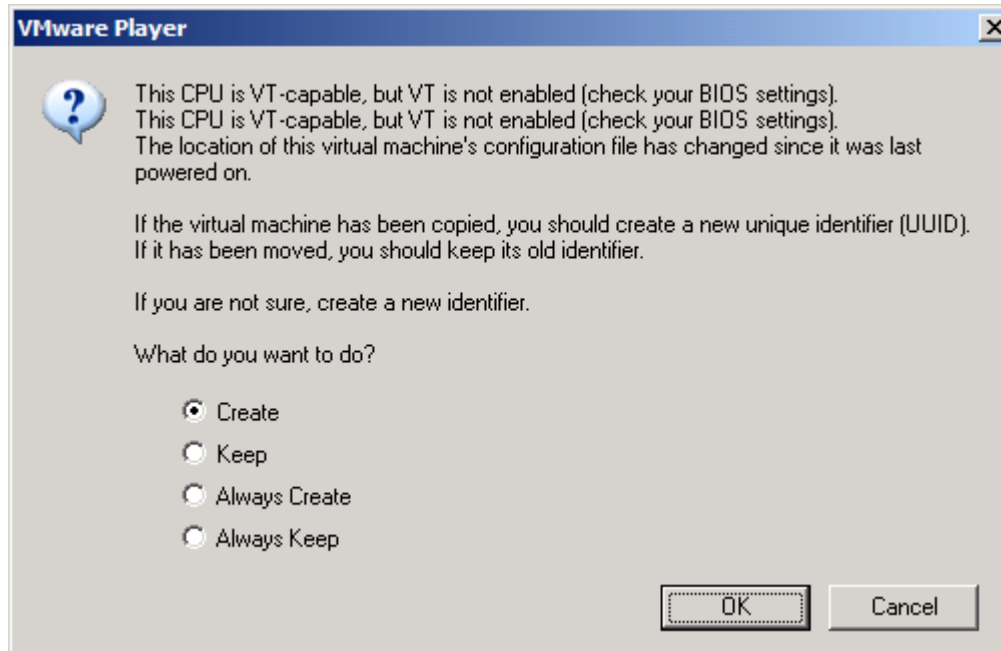 VMware Player
This CPU is VT-capable, but VT is not enabled (check your BIOS settings).
This CPU is VT-capable, but VT is not enabled (check your BIOS settings).
The location of this virtual machine's configuration file has changed since it was last
powered on.
If the virtual machine has been copied, you should create a new unique identifier (UUID).
If it has been moved, you should keep its old identifier.
If you are not sure, create a new identifier.
What do you want to do?
Create
Keep
Always Create
Always Keep
OK
Cancel